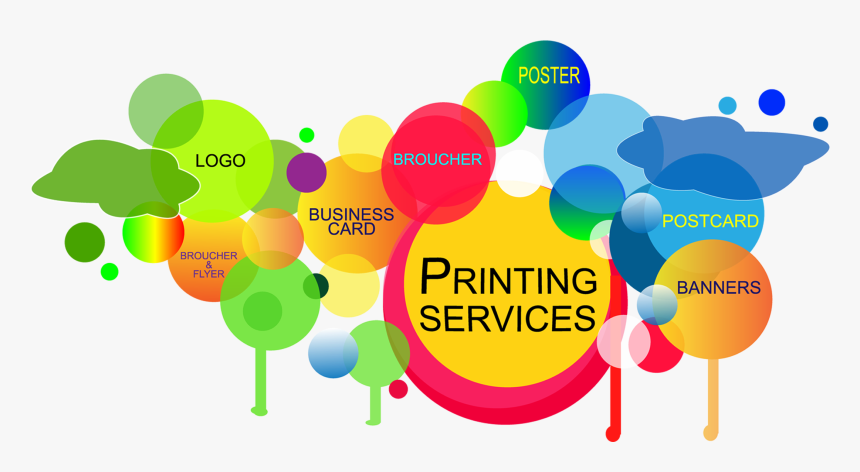 POSTER
LOGO
BROUCHER
BUSINESS
CARD
POSTCARD
BROUCHER
&
FLYER
PRINTING
SERVICES
BANNERS